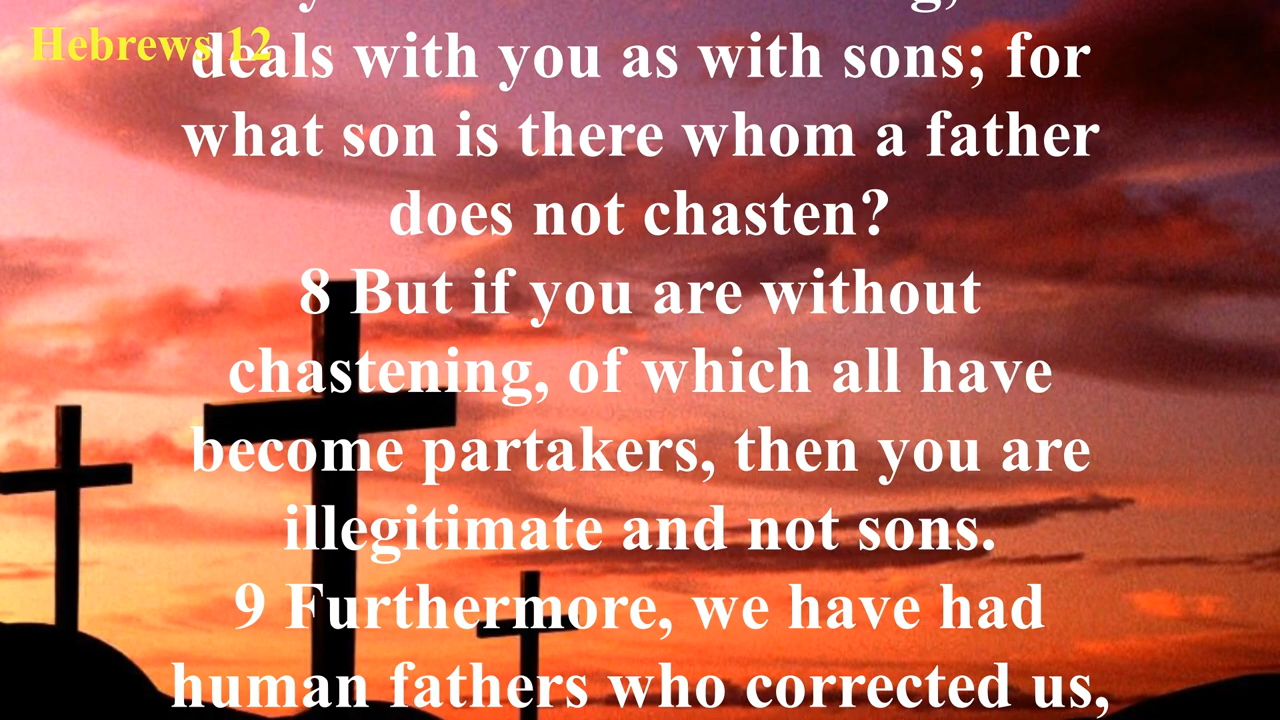 Hebrews 12
deals with you as with sons; for
what son is there whom a father
does not chasten?
8 But if you are without
chastening, of which all have
become partakers, then you are
illegitimate and not sons.
9 Furthermore, we have had
human fathers who corrected us,